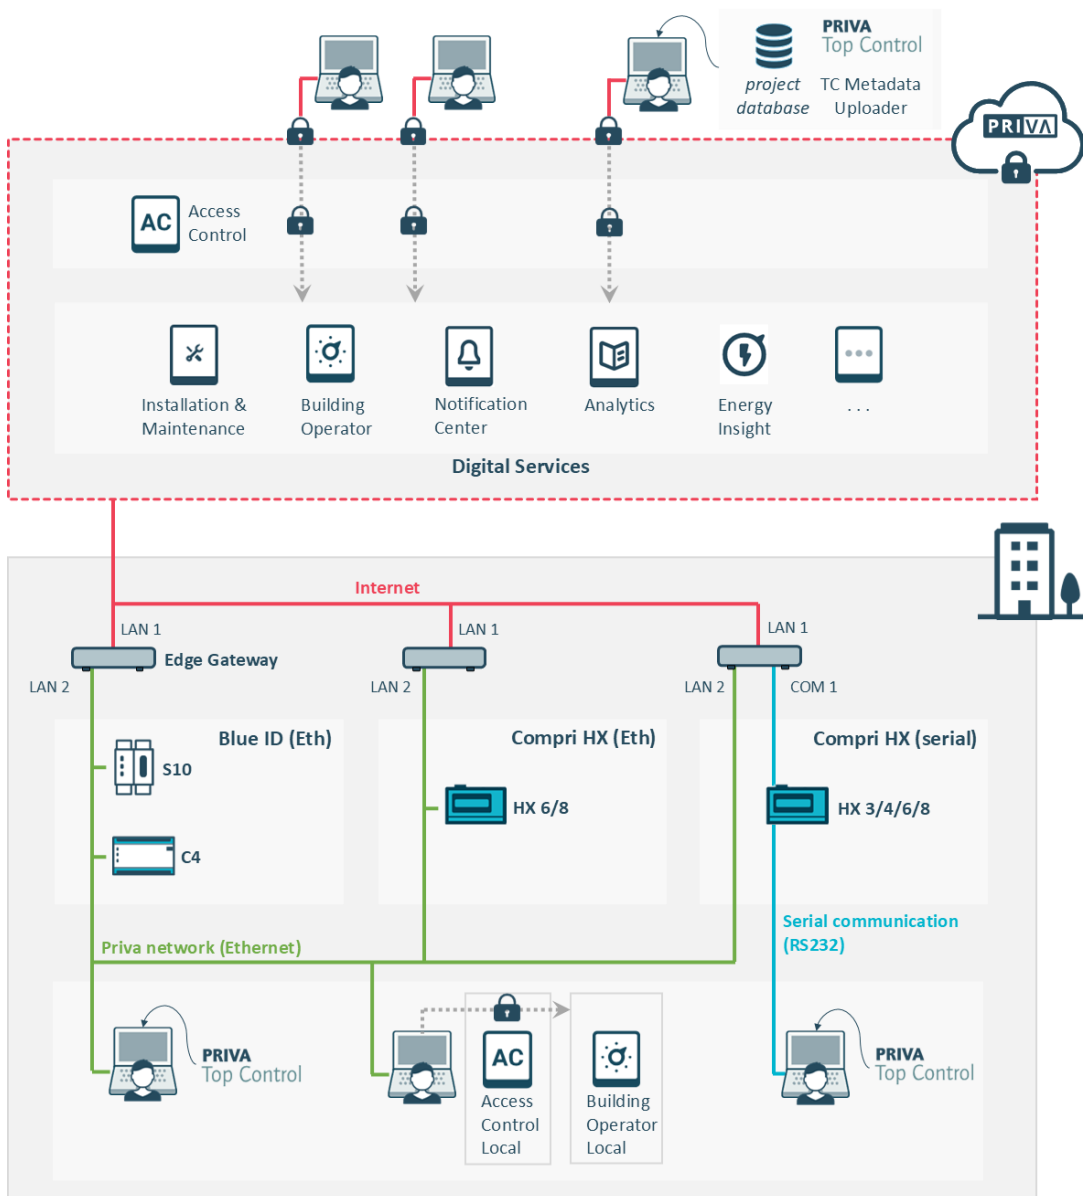 PRIVA
Top Control
project
database
TC Metadata
Uploader
PRIVA
AC
Access
Control
Installation &
Maintenance
Building
Operator
Notification
Center
Analytics
Energy
Insight
. . .
Digital Services
Internet
LAN 1
LAN 1
LAN 1
Edge Gateway
LAN 2
LAN 2
LAN 2
COM 1
Blue ID (Eth)
Compri HX (Eth)
Compri HX (serial)
S10
C4
HX 6/8
HX 3/4/6/8
Priva network (Ethernet)
Serial communication
(RS232)
PRIVA
Top Control
AC
Access
Control
Local
Building
Operator
Local
PRIVA
Top Control